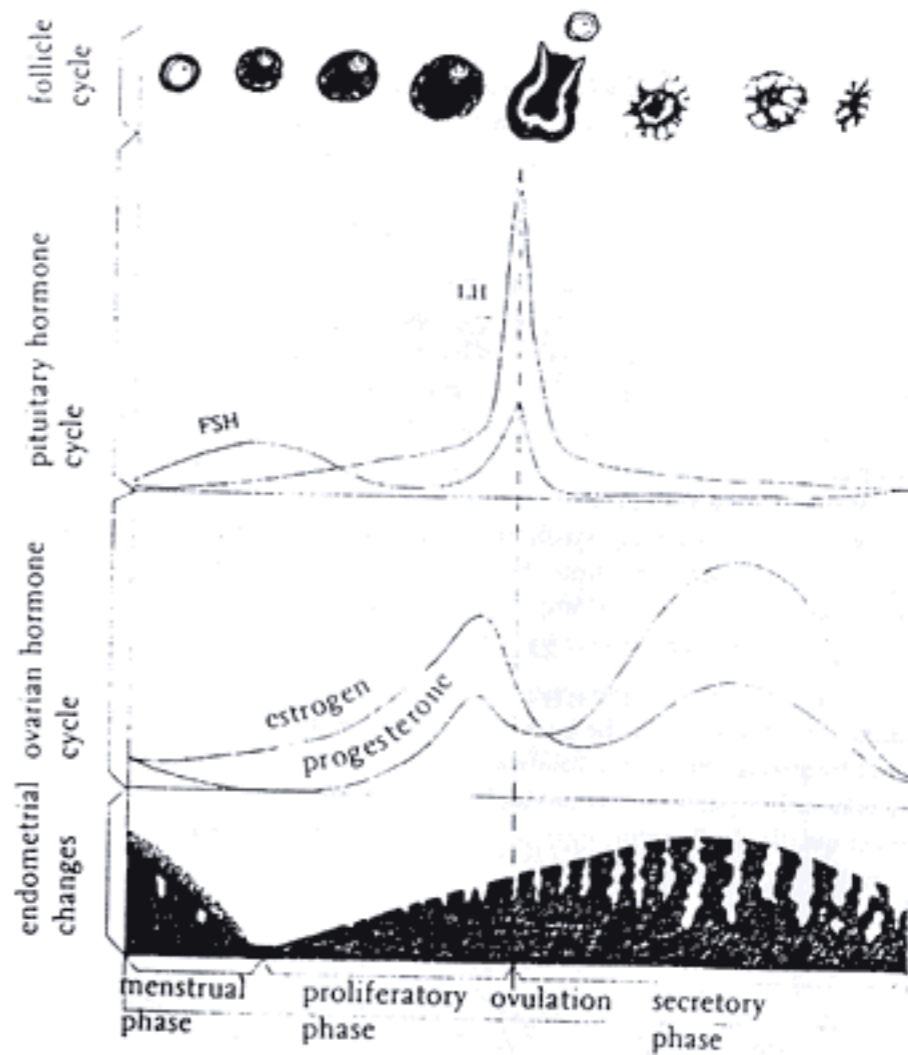 follicle
cycle
pituitary hormone
cycle
LH
FSH
ovarian hormone
cycle
estrogen
progesterone
endometrial
changes
menstrual
phase
proliferatory
phase
ovulation
secretory
phase